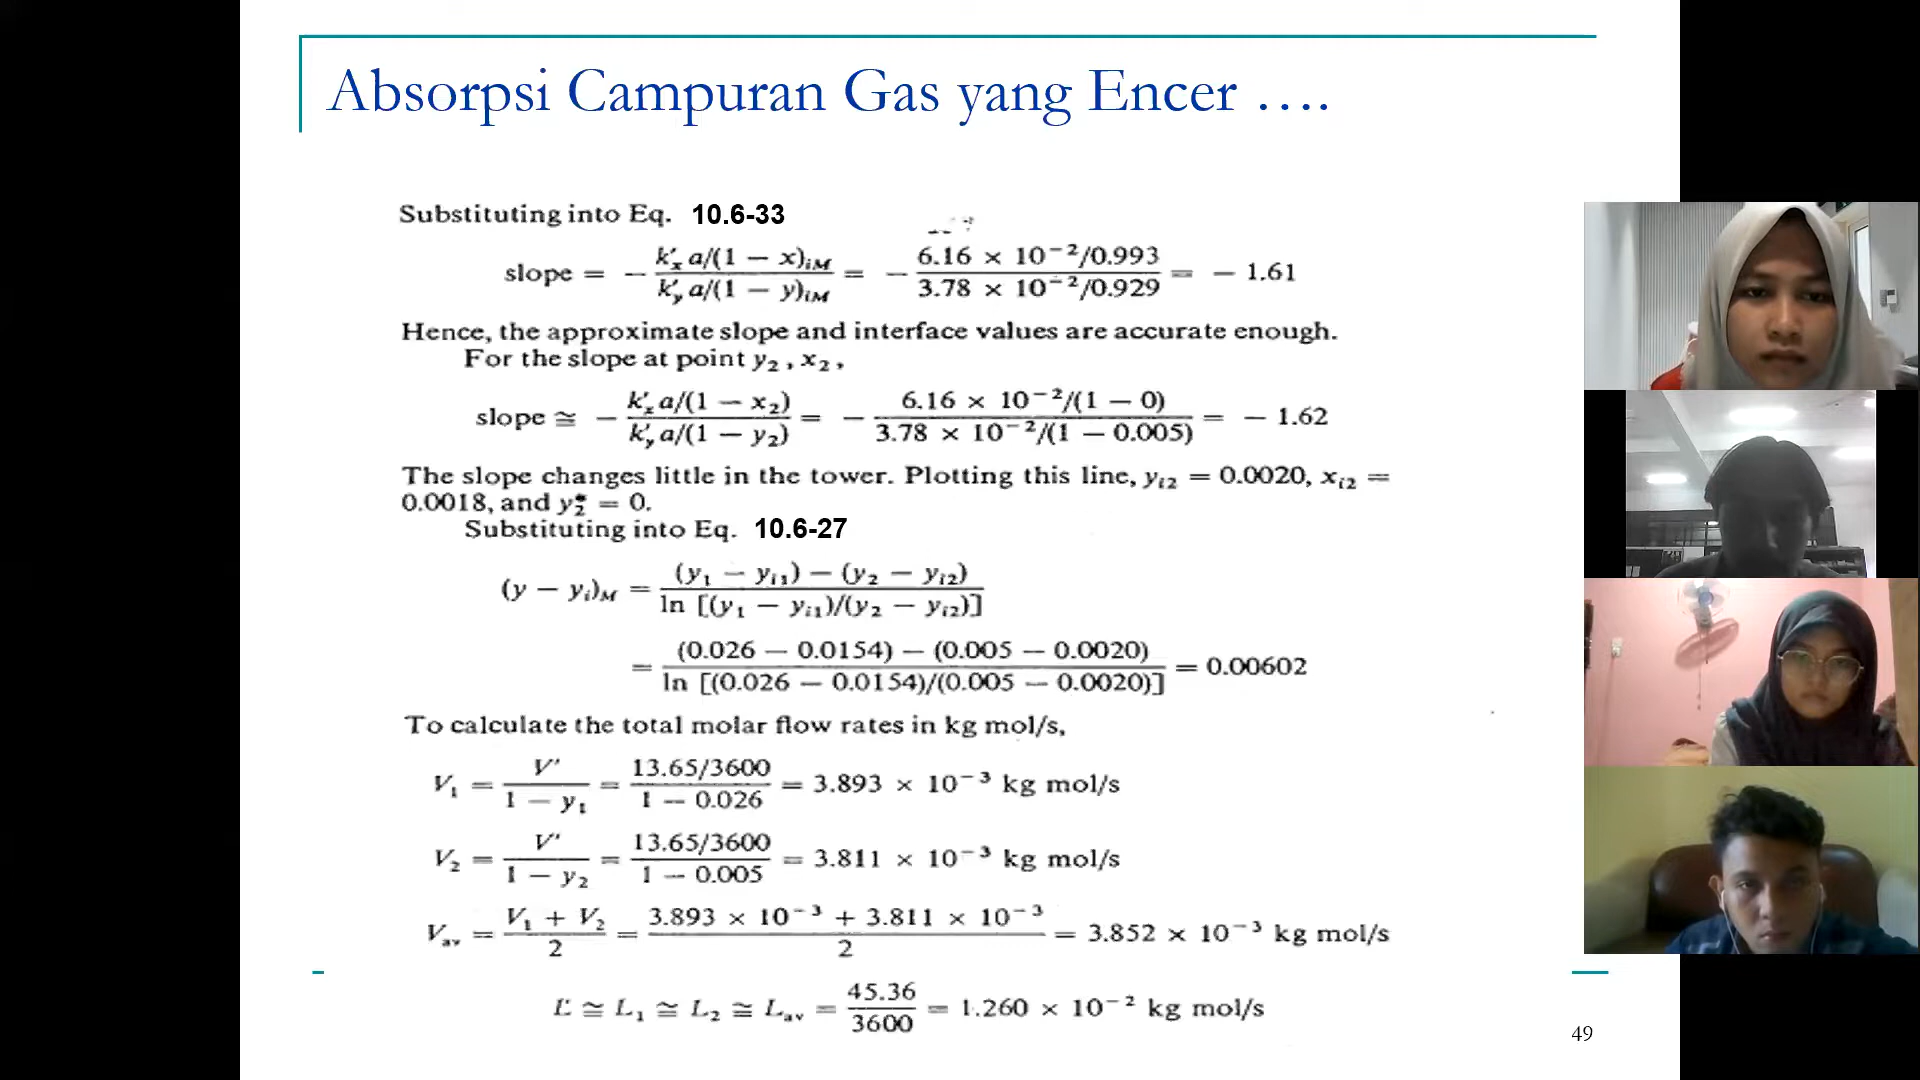 Absorpsi Campuran Gas yang Encer ….
Substituting into Eq. 10.6-33
slope = − (k′ₓa/(1 − x)iM)/(k′ᵧa/(1 − y)iM) = − (6.16 × 10⁻²/0.993)/(3.78 × 10⁻²/0.929) = − 1.61
Hence, the approximate slope and interface values are accurate enough.
For the slope at point y₂, x₂,
slope ≅ − (k′ₓa/(1 − x₂))/(k′ᵧa/(1 − y₂)) = − (6.16 × 10⁻²/(1 − 0))/(3.78 × 10⁻²/(1 − 0.005)) = − 1.62
The slope changes little in the tower. Plotting this line, yi2 = 0.0020, xi2 =
0.0018, and y₂* = 0.
Substituting into Eq. 10.6-27
(y − yi)M = ((y₁ − yi1) − (y₂ − yi2))/(ln [(y₁ − yi1)/(y₂ − yi2)])
= ((0.026 − 0.0154) − (0.005 − 0.0020))/(ln [(0.026 − 0.0154)/(0.005 − 0.0020)]) = 0.00602
To calculate the total molar flow rates in kg mol/s,
V₁ = V′/(1 − y₁) = (13.65/3600)/(1 − 0.026) = 3.893 × 10⁻³ kg mol/s
V₂ = V′/(1 − y₂) = (13.65/3600)/(1 − 0.005) = 3.811 × 10⁻³ kg mol/s
Vav = (V₁ + V₂)/2 = (3.893 × 10⁻³ + 3.811 × 10⁻³)/2 = 3.852 × 10⁻³ kg mol/s
L′ ≅ L₁ ≅ L₂ ≅ Lav = 45.36/3600 = 1.260 × 10⁻² kg mol/s
49